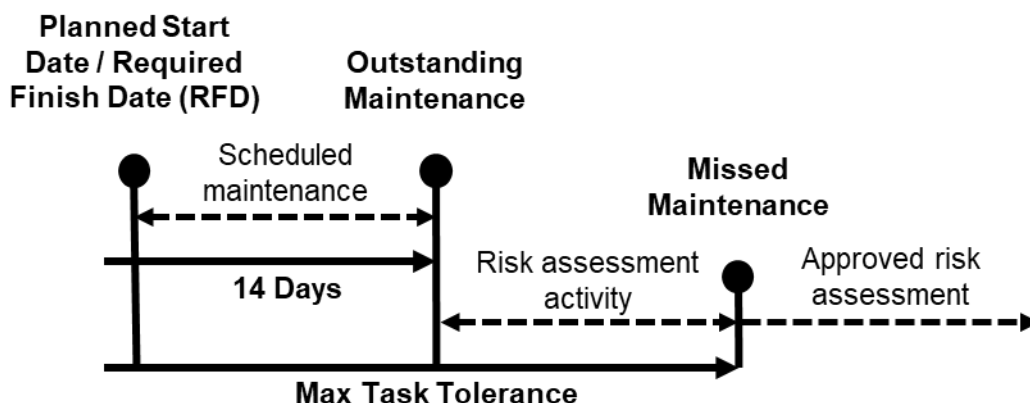 Planned Start
Date / Required
Finish Date (RFD)
Outstanding
Maintenance
Scheduled
maintenance
Missed
Maintenance
14 Days
Risk assessment
activity
Approved risk
assessment
Max Task Tolerance